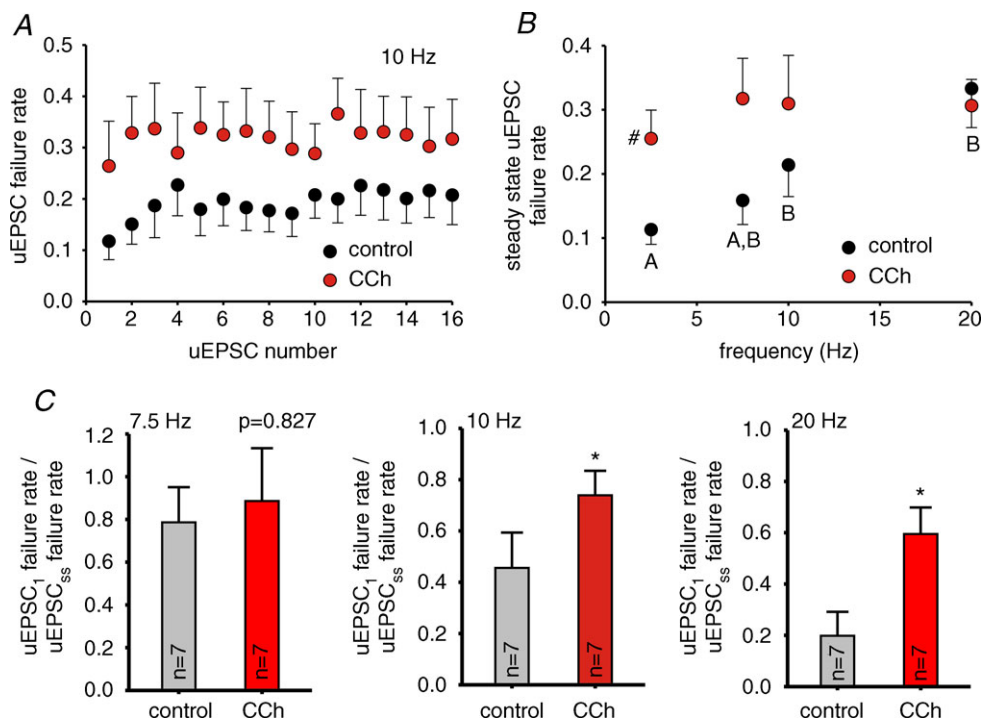 A
10 Hz
uEPSC failure rate
0.5
0.4
0.3
0.2
0.1
0.0
control
CCh
0 2 4 6 8 10 12 14 16
uEPSC number
B
steady state uEPSC
failure rate
0.4
0.3
0.2
0.1
0.0
#
A
A,B
B
B
control
CCh
0 5 10 15 20
frequency (Hz)
C
7.5 Hz
p=0.827
uEPSC1 failure rate /
uEPSCss failure rate
1.2
1.0
0.8
0.6
0.4
0.2
0.0
n=7
n=7
control CCh
10 Hz
uEPSC1 failure rate /
uEPSCss failure rate
1.0
0.8
0.6
0.4
0.2
0.0
*
n=7
n=7
control CCh
20 Hz
uEPSC1 failure rate /
uEPSCss failure rate
1.0
0.8
0.6
0.4
0.2
0.0
*
n=7
n=7
control CCh